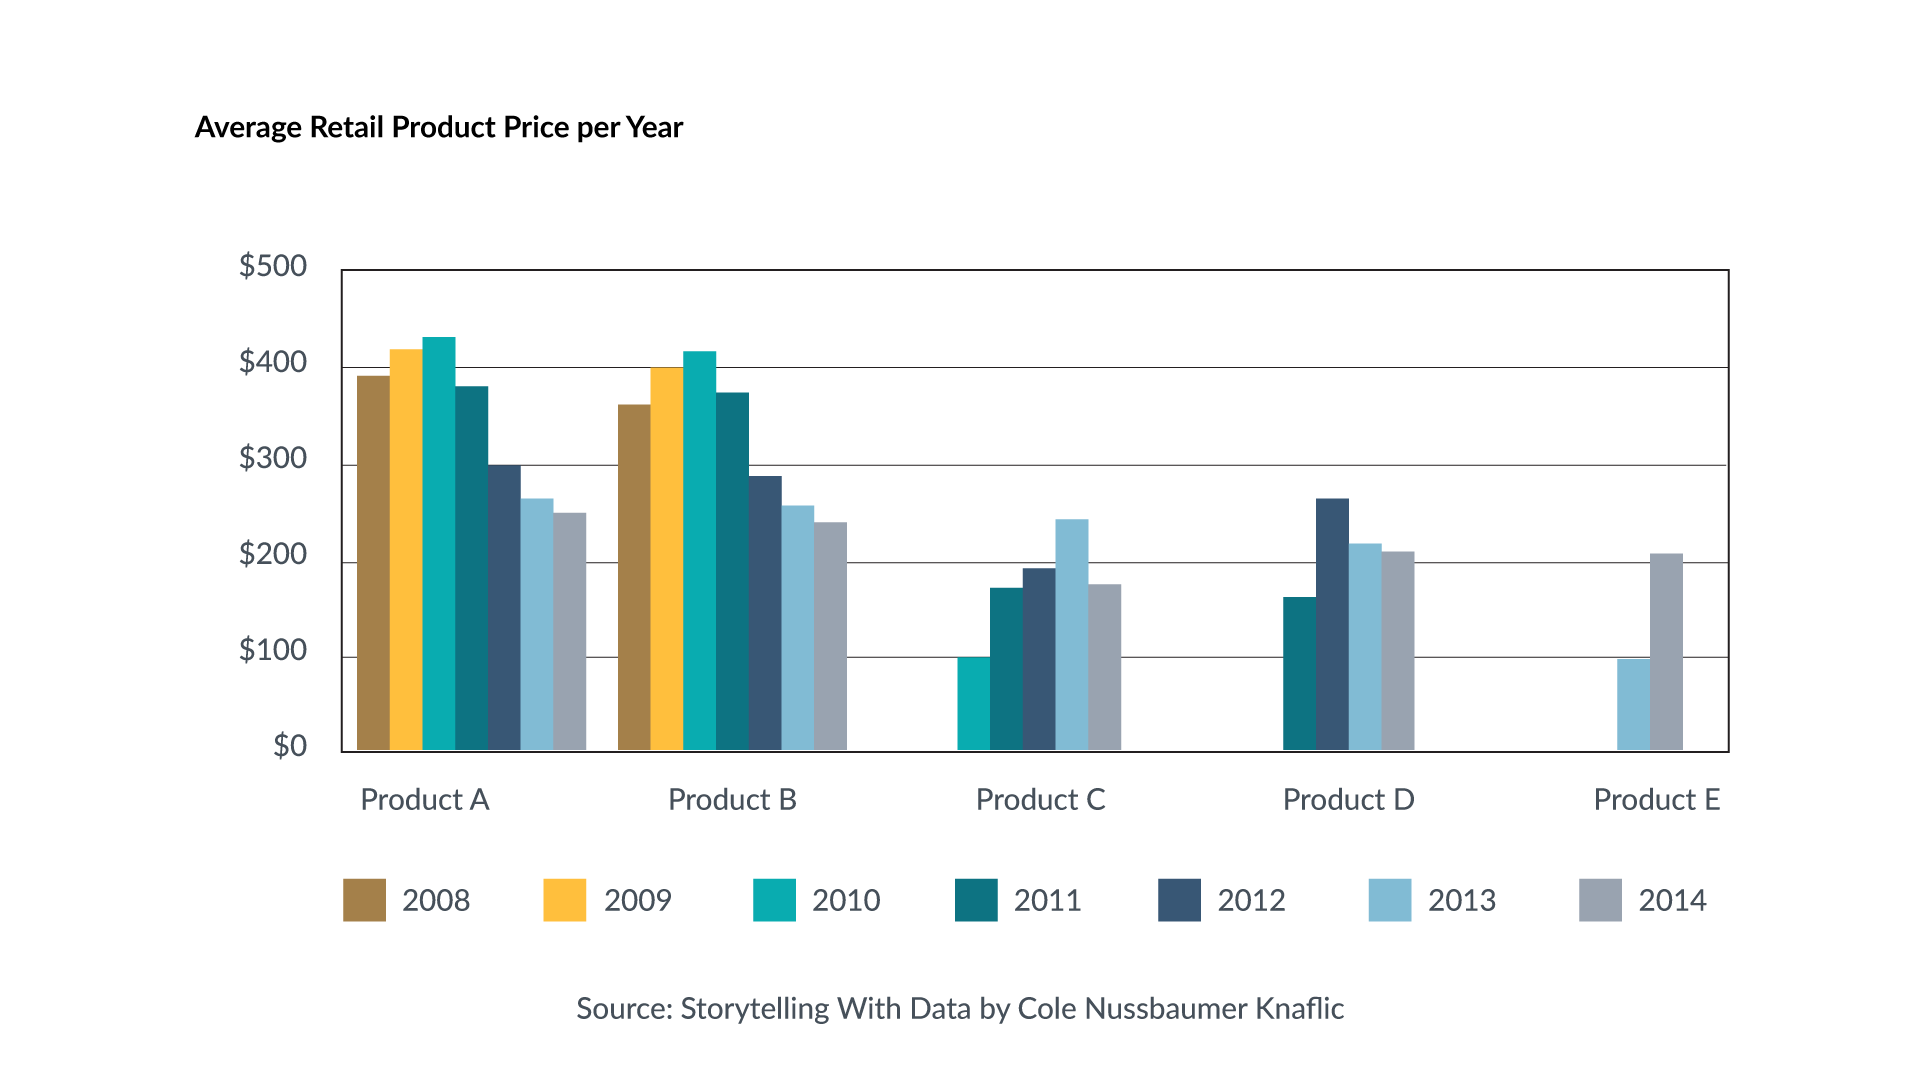 Average Retail Product Price per Year
$500
$400
$300
$200
$100
$0
Product A Product B Product C Product D Product E
2008 2009 2010 2011 2012 2013 2014
Source: Storytelling With Data by Cole Nussbaumer Knaflic